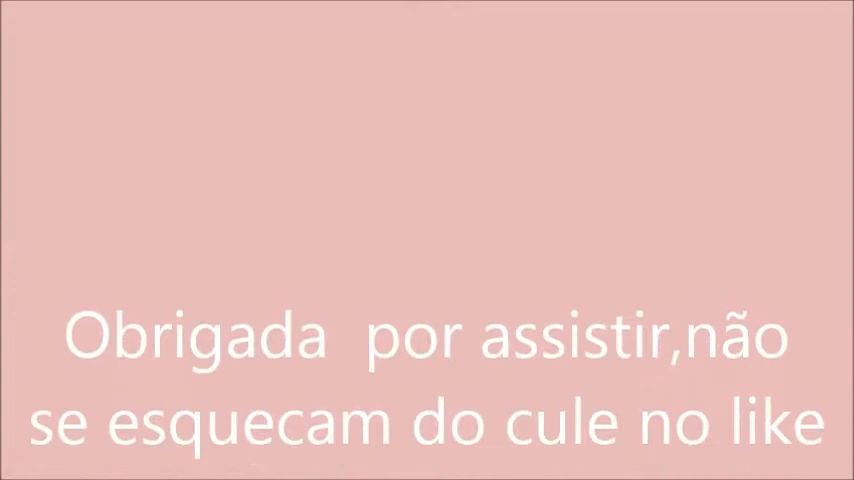 Obrigada  por assistir,não
se esquecam do cule no like